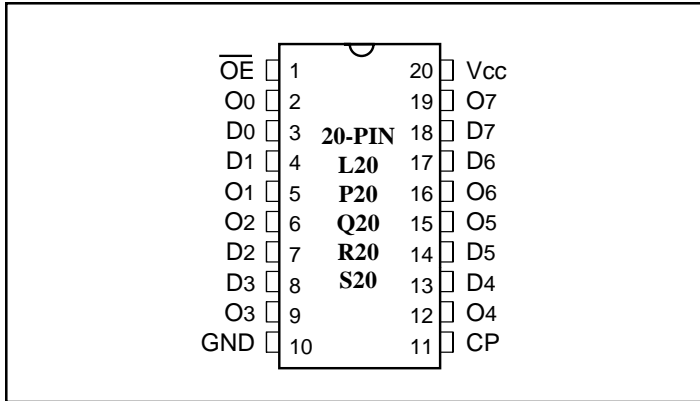 O̅E̅ 1 20 Vcc
O0 2 19 O7
D0 3 20-PIN 18 D7
D1 4 L20 17 D6
O1 5 P20 16 O6
O2 6 Q20 15 O5
D2 7 R20 14 D5
D3 8 S20 13 D4
O3 9 12 O4
GND 10 11 CP